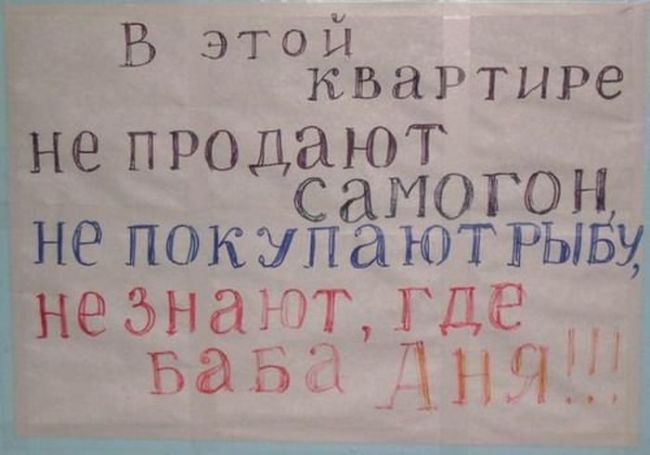 В этой
квартире
не продают
самогон,
не покупают рыбу,
не знают, где
баба Аня!!!